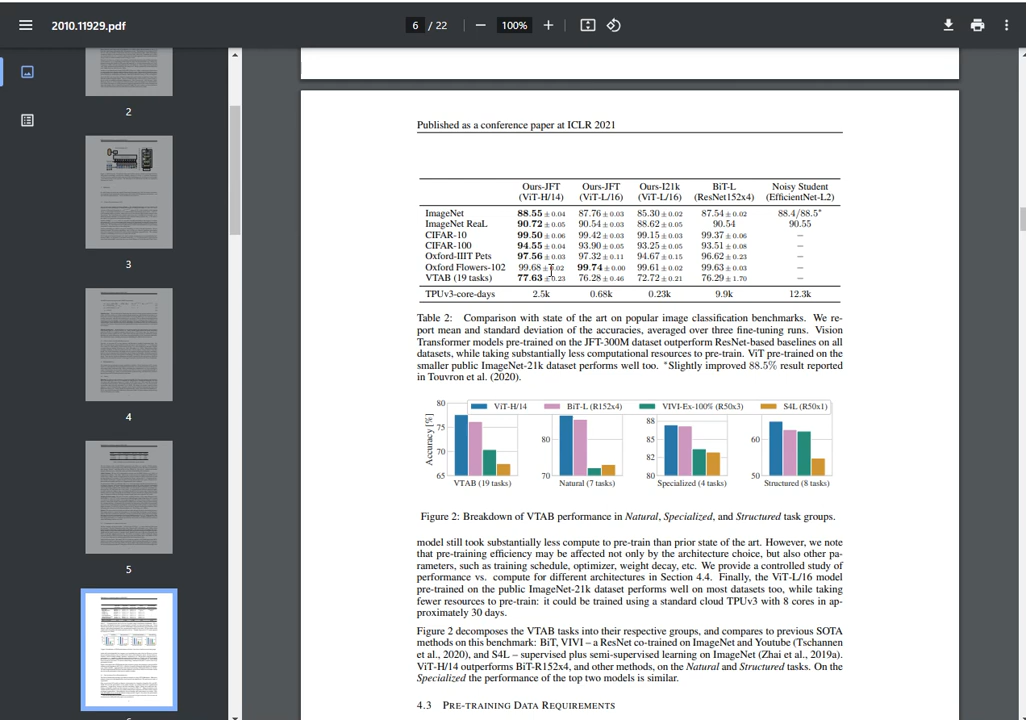 2010.11929.pdf
6 / 22
100%
2
3
4
5
Published as a conference paper at ICLR 2021
Ours-JFT Ours-JFT Ours-I21k BiT-L Noisy Student
(ViT-H/14) (ViT-L/16) (ViT-L/16) (ResNet152x4) (EfficientNet-L2)
ImageNet 88.55 ± 0.04 87.76 ± 0.03 85.30 ± 0.02 87.54 ± 0.02 88.4/88.5*
ImageNet ReaL 90.72 ± 0.05 90.54 ± 0.03 88.62 ± 0.05 90.54 90.55
CIFAR-10 99.50 ± 0.06 99.42 ± 0.03 99.15 ± 0.03 99.37 ± 0.06 –
CIFAR-100 94.55 ± 0.04 93.90 ± 0.05 93.25 ± 0.05 93.51 ± 0.08 –
Oxford-IIIT Pets 97.56 ± 0.03 97.32 ± 0.11 94.67 ± 0.15 96.62 ± 0.23 –
Oxford Flowers-102 99.68 ± 0.02 99.74 ± 0.00 99.61 ± 0.02 99.63 ± 0.03 –
VTAB (19 tasks) 77.63 ± 0.23 76.28 ± 0.46 72.72 ± 0.21 76.29 ± 1.70 –
TPUv3-core-days 2.5k 0.68k 0.23k 9.9k 12.3k
Table 2: Comparison with state of the art on popular image classification benchmarks. We re-
port mean and standard deviation of the accuracies, averaged over three fine-tuning runs. Vision
Transformer models pre-trained on the JFT-300M dataset outperform ResNet-based baselines on all
datasets, while taking substantially less computational resources to pre-train. ViT pre-trained on the
smaller public ImageNet-21k dataset performs well too. *Slightly improved 88.5% result reported
in Touvron et al. (2020).
ViT-H/14 BiT-L (R152x4) VIVI-Ex-100% (R50x3) S4L (R50x1)
Accuracy [%]
80
75
70
65
VTAB (19 tasks)
80
70
Natural (7 tasks)
88
85
82
80
Specialized (4 tasks)
60
50
Structured (8 tasks)
Figure 2: Breakdown of VTAB performance in Natural, Specialized, and Structured task groups.
model still took substantially less compute to pre-train than prior state of the art. However, we note
that pre-training efficiency may be affected not only by the architecture choice, but also other pa-
rameters, such as training schedule, optimizer, weight decay, etc. We provide a controlled study of
performance vs. compute for different architectures in Section 4.4. Finally, the ViT-L/16 model
pre-trained on the public ImageNet-21k dataset performs well on most datasets too, while taking
fewer resources to pre-train: it could be trained using a standard cloud TPUv3 with 8 cores in ap-
proximately 30 days.
Figure 2 decomposes the VTAB tasks into their respective groups, and compares to previous SOTA
methods on this benchmark: BiT, VIVI – a ResNet co-trained on ImageNet and Youtube (Tschannen
et al., 2020), and S4L – supervised plus semi-supervised learning on ImageNet (Zhai et al., 2019a).
ViT-H/14 outperforms BiT-R152x4, and other methods, on the Natural and Structured tasks. On the
Specialized the performance of the top two models is similar.
4.3 PRE-TRAINING DATA REQUIREMENTS